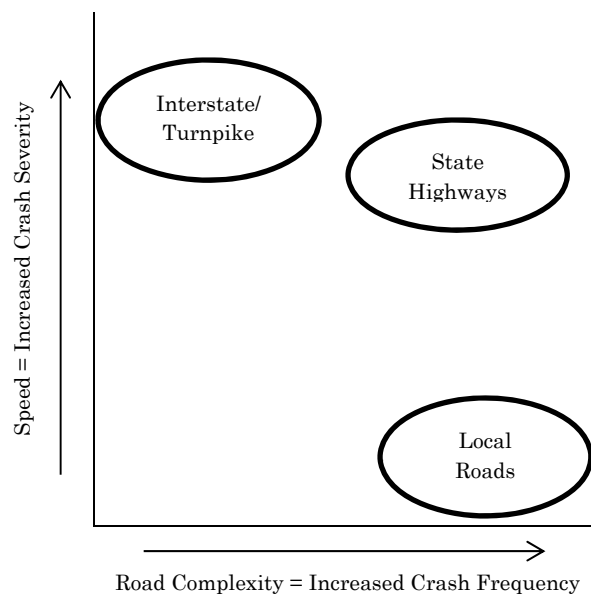 Interstate/
Turnpike
State
Highways
Speed = Increased Crash Severity
Local
Roads
Road Complexity = Increased Crash Frequency